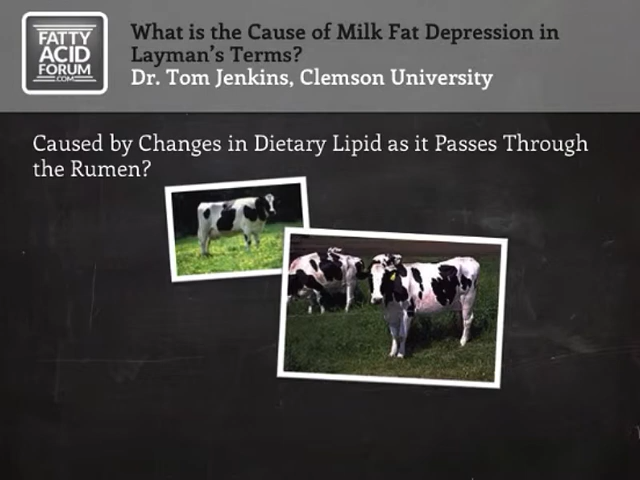 FATTY
ACID
FORUM
.COM
What is the Cause of Milk Fat Depression in
Layman's Terms?
Dr. Tom Jenkins, Clemson University
Caused by Changes in Dietary Lipid as it Passes Through
the Rumen?